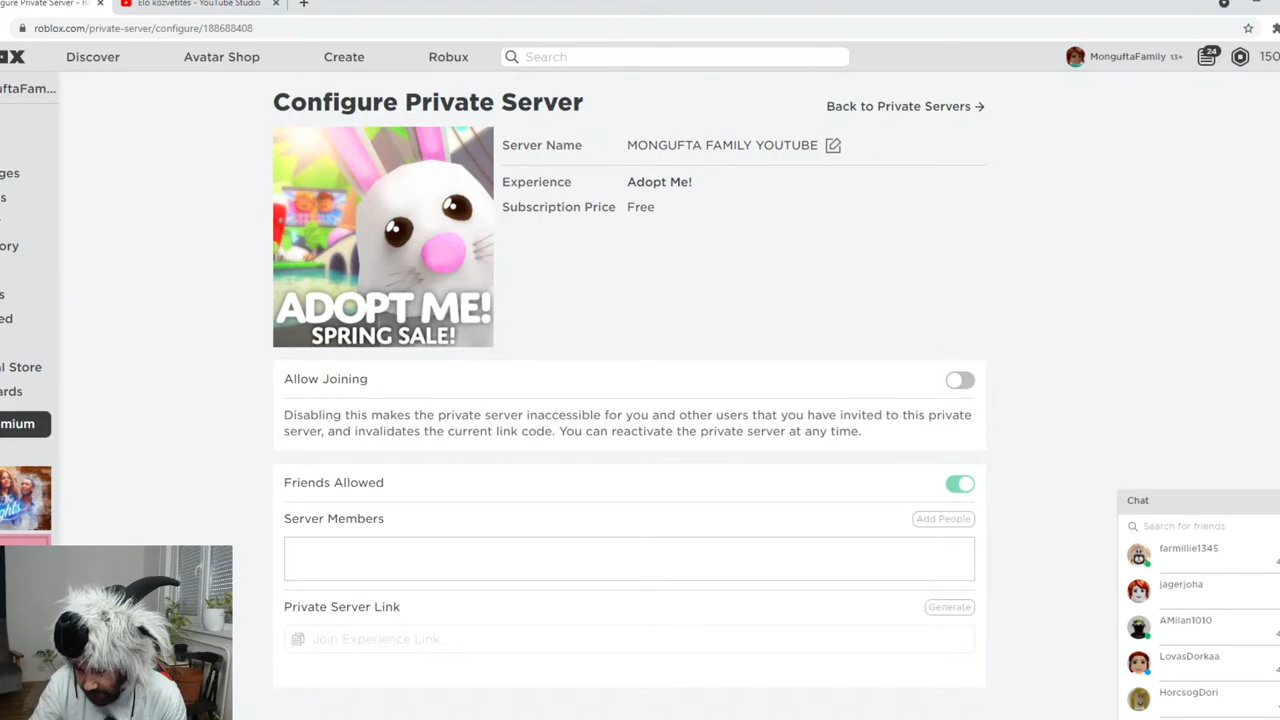 gure Private Server - Ro
Élő közvetítés - YouTube Studio
roblox.com/private-server/configure/188688408
Discover
Avatar Shop
Create
Robux
Search
MonguftaFamily 13+
24
150
uftaFam...
Configure Private Server
Back to Private Servers →
Server Name MONGUFTA FAMILY YOUTUBE
Experience Adopt Me!
Subscription Price Free
ADOPT ME!
SPRING SALE!
ges
s
ory
s
ed
l Store
ards
mium
Allow Joining
Disabling this makes the private server inaccessible for you and other users that you have invited to this private
server, and invalidates the current link code. You can reactivate the private server at any time.
Friends Allowed
Server Members
Add People
Private Server Link
Generate
Join Experience Link...
Chat
Search for friends
farmillie1345
jagerjoha
AMilan1010
LovasDorkaa
HorcsogDori